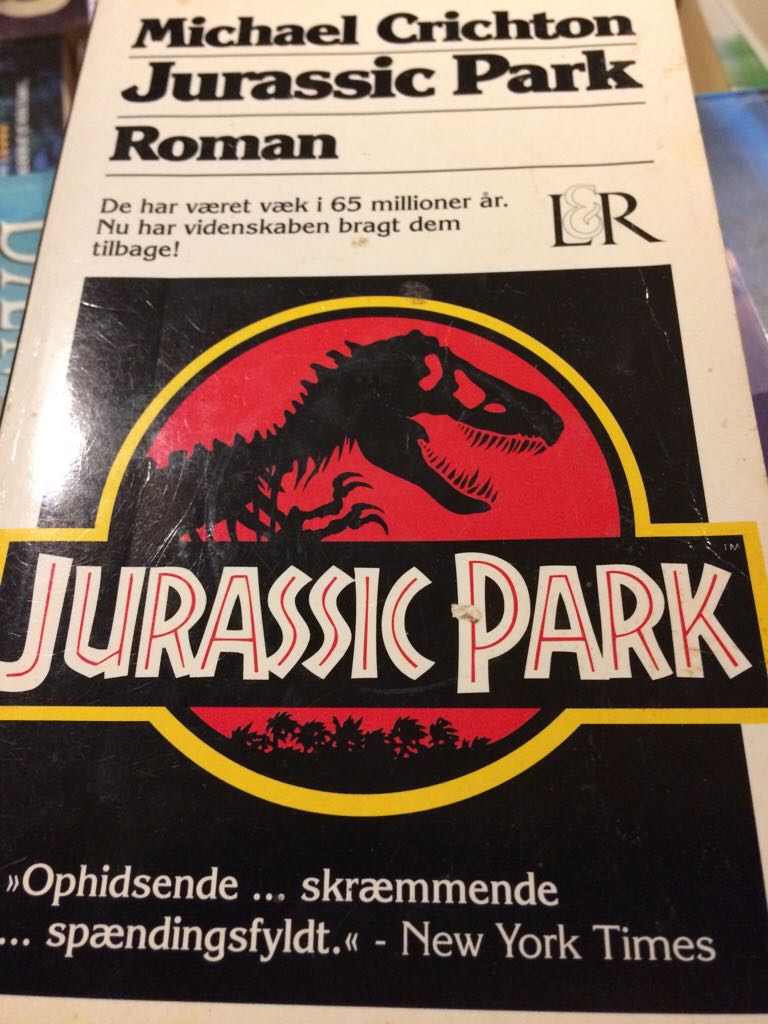 Michael Crichton
Jurassic Park
Roman
De har været væk i 65 millioner år.
Nu har videnskaben bragt dem
tilbage!
L&R
JURASSIC PARK
TM
»Ophidsende ... skræmmende
... spændingsfyldt.« - New York Times